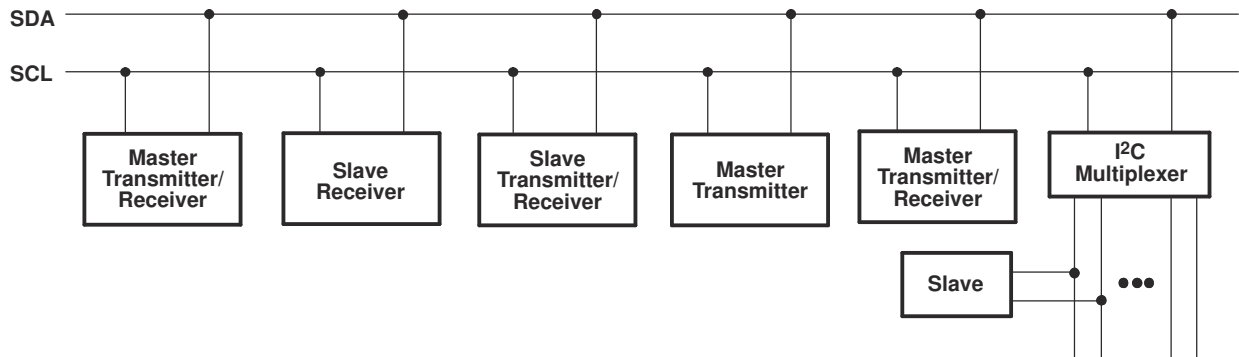 SDA
SCL
Master
Transmitter/
Receiver
Slave
Receiver
Slave
Transmitter/
Receiver
Master
Transmitter
Master
Transmitter/
Receiver
I²C
Multiplexer
Slave